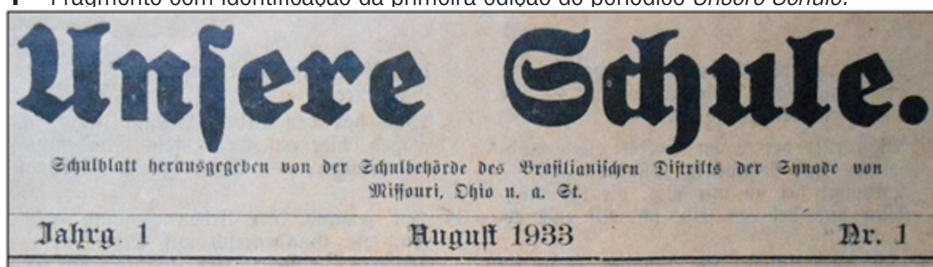 Fragmento com identificação da primeira edição do periódico Unsere Schule.
Unsere Schule.
Schulblatt herausgegeben von der Schulbehörde des Brasilianischen Distrikts der Synode von
Missouri, Ohio u. a. St.
Jahrg. 1 August 1933 Nr. 1